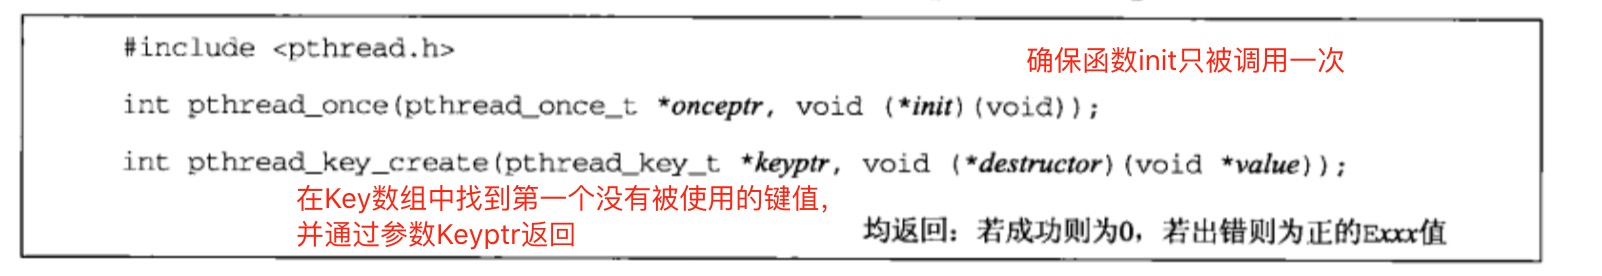 #include <pthread.h>
确保函数init只被调用一次
int pthread_once(pthread_once_t *onceptr, void (*init)(void));
int pthread_key_create(pthread_key_t *keyptr, void (*destructor)(void *value));
在Key数组中找到第一个没有被使用的键值,
并通过参数Keyptr返回
均返回：若成功则为0，若出错则为正的Exxx值